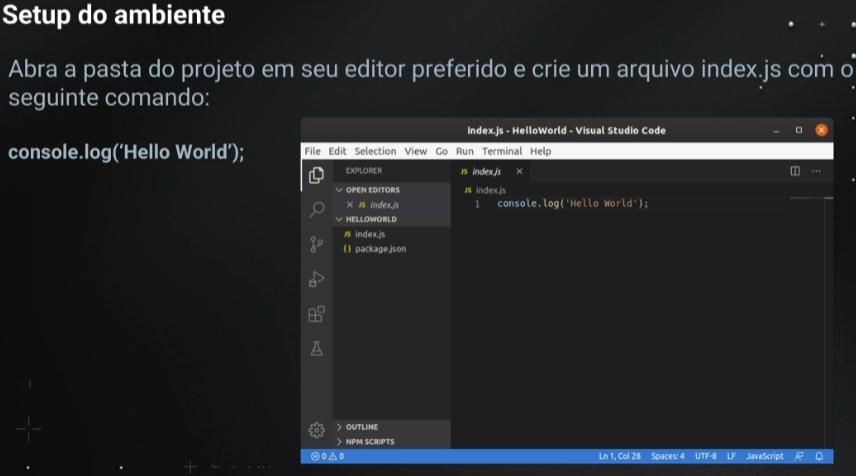 Setup do ambiente
Abra a pasta do projeto em seu editor preferido e crie um arquivo index.js com o
seguinte comando:
console.log(‘Hello World’);
index.js - HelloWorld - Visual Studio Code
File Edit Selection View Go Run Terminal Help
EXPLORER
OPEN EDITORS
JS index.js
HELLOWORLD
JS index.js
{} package.json
OUTLINE
NPM SCRIPTS
JS index.js
JS index.js
1 console.log('Hello World');
0 0
Ln 1, Col 28 Spaces: 4 UTF-8 LF JavaScript